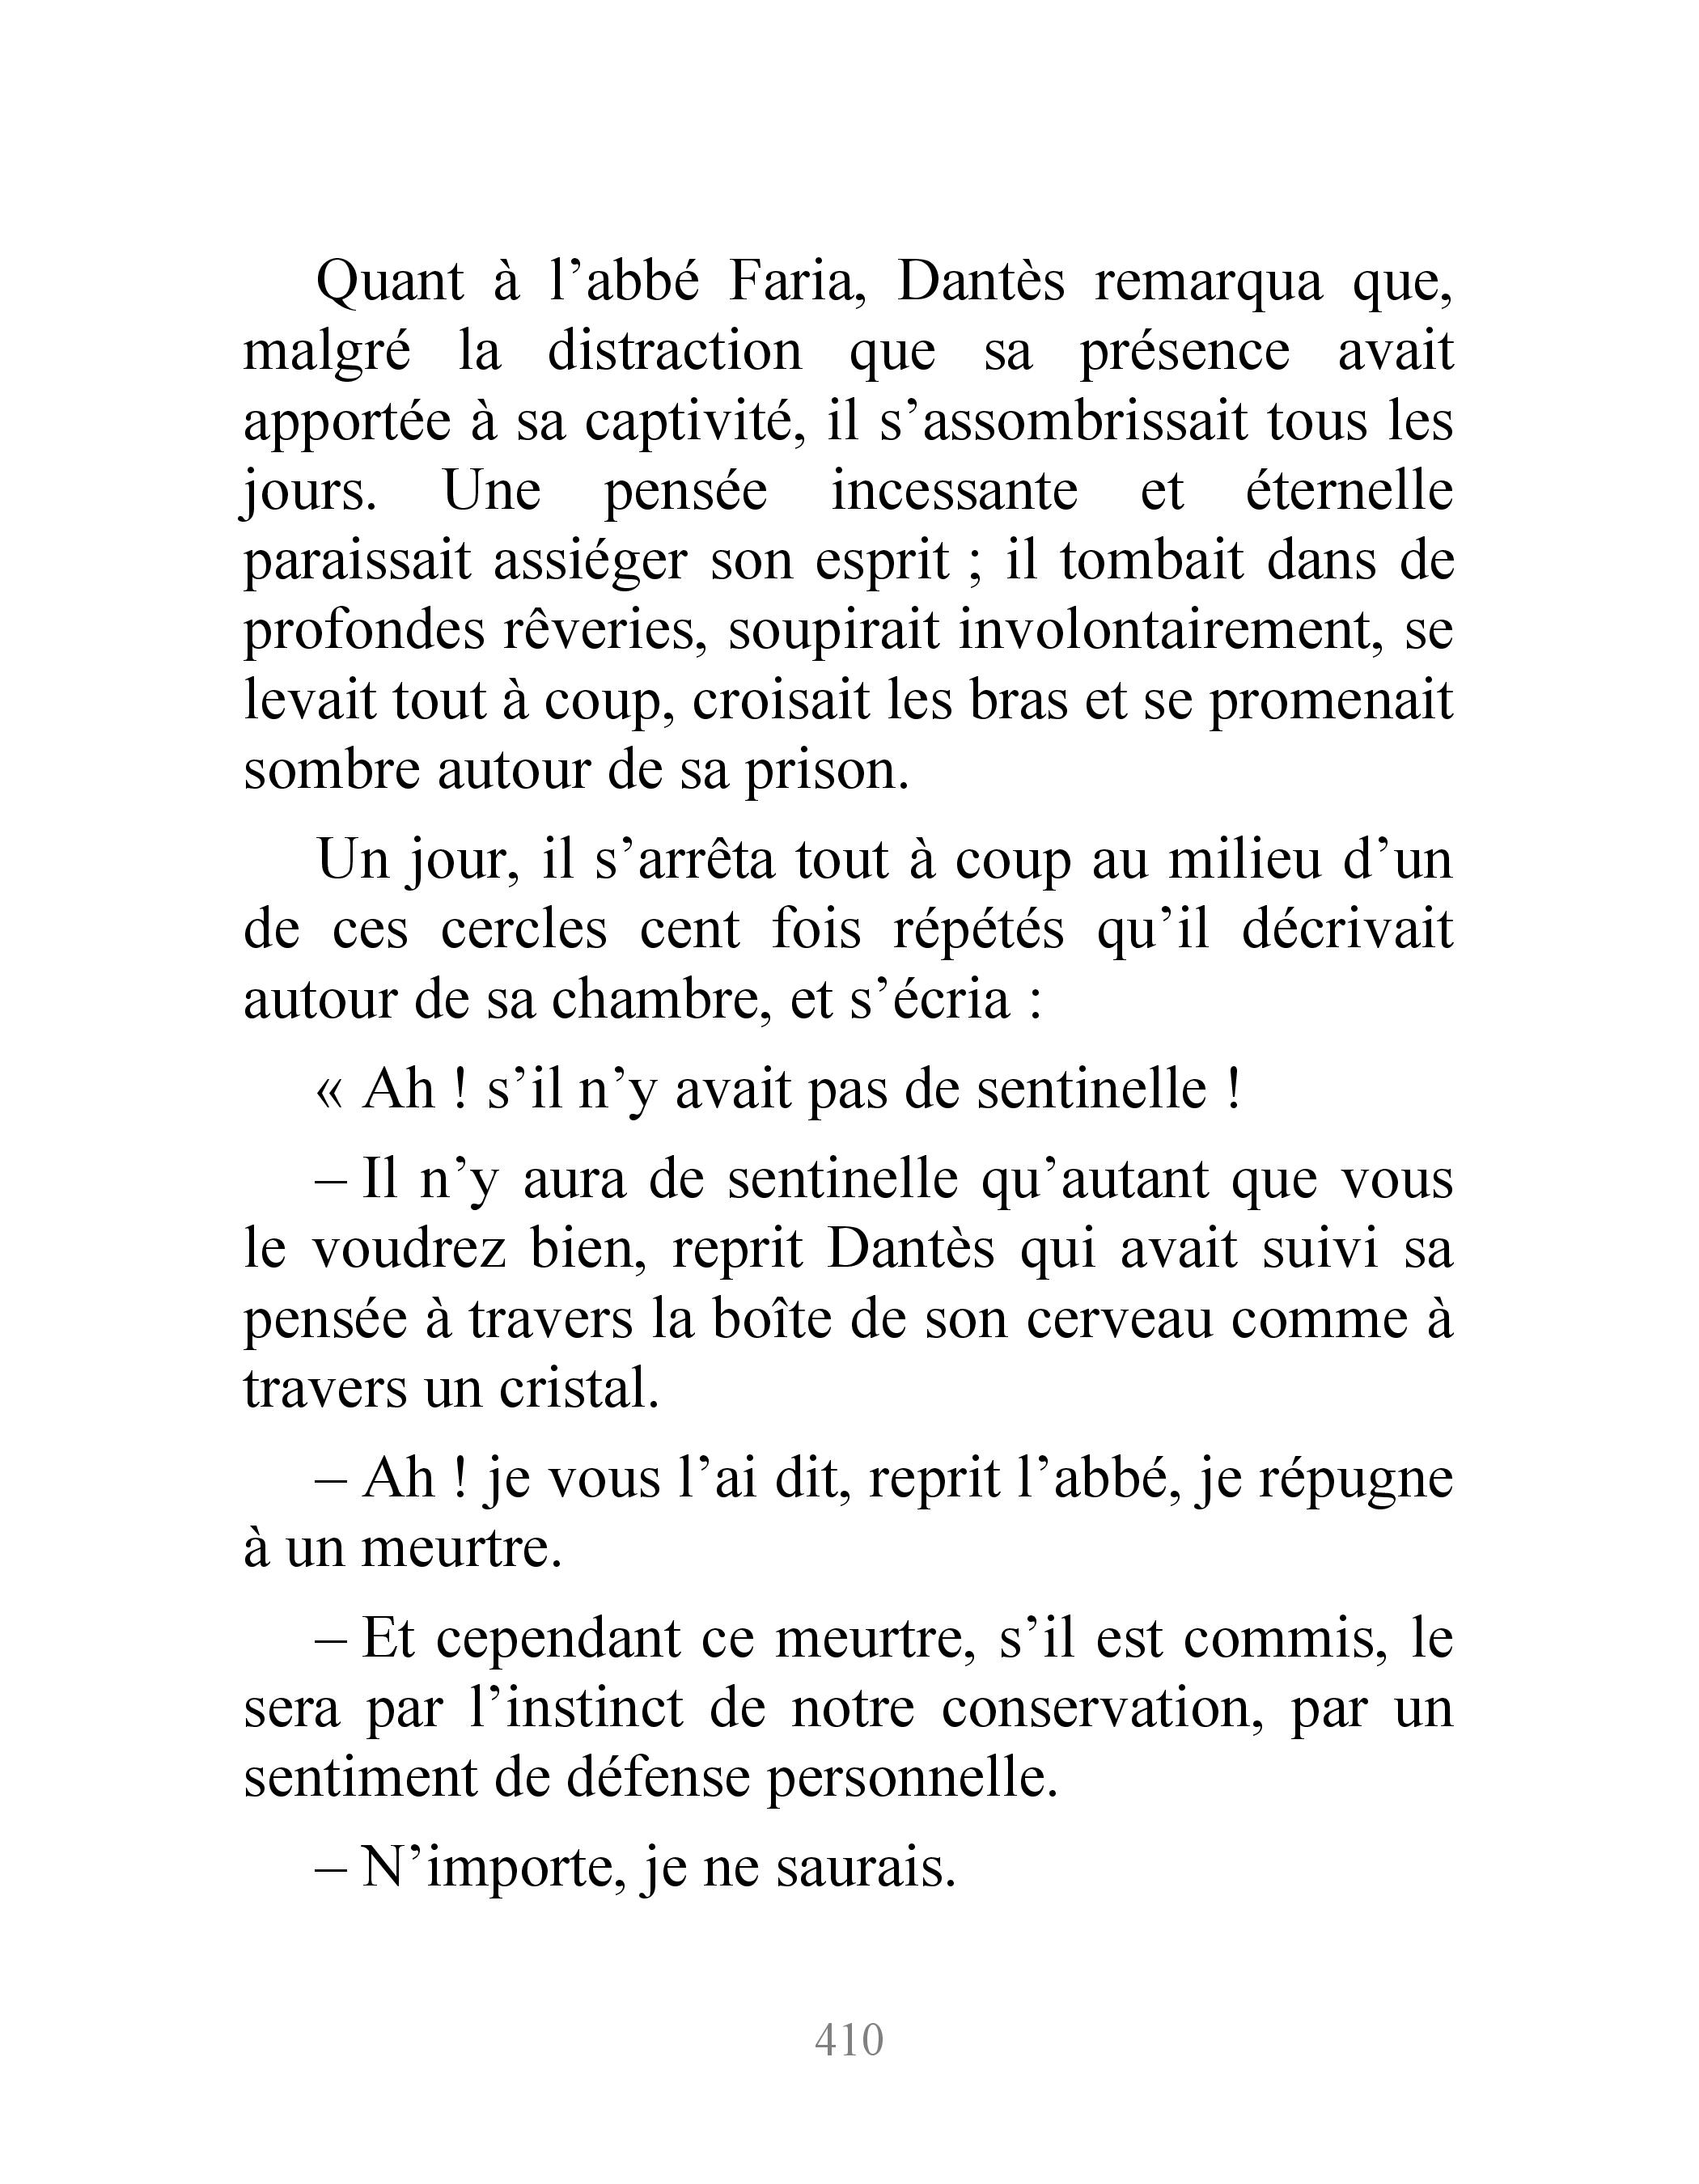 Quant à l’abbé Faria, Dantès remarqua que,
malgré la distraction que sa présence avait
apportée à sa captivité, il s’assombrissait tous les
jours. Une pensée incessante et éternelle
paraissait assiéger son esprit ; il tombait dans de
profondes rêveries, soupirait involontairement, se
levait tout à coup, croisait les bras et se promenait
sombre autour de sa prison.
Un jour, il s’arrêta tout à coup au milieu d’un
de ces cercles cent fois répétés qu’il décrivait
autour de sa chambre, et s’écria :
« Ah ! s’il n’y avait pas de sentinelle !
– Il n’y aura de sentinelle qu’autant que vous
le voudrez bien, reprit Dantès qui avait suivi sa
pensée à travers la boîte de son cerveau comme à
travers un cristal.
– Ah ! je vous l’ai dit, reprit l’abbé, je répugne
à un meurtre.
– Et cependant ce meurtre, s’il est commis, le
sera par l’instinct de notre conservation, par un
sentiment de défense personnelle.
– N’importe, je ne saurais.
410